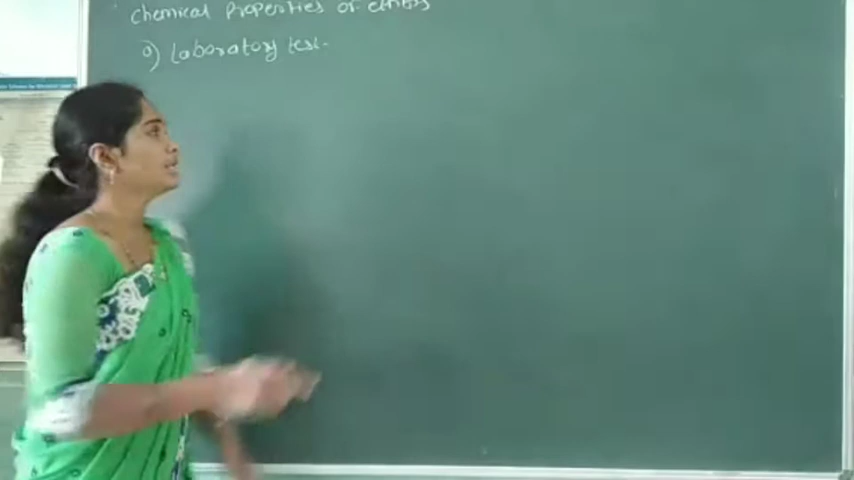 chemical Properties of ethers
a) Laboratory test-